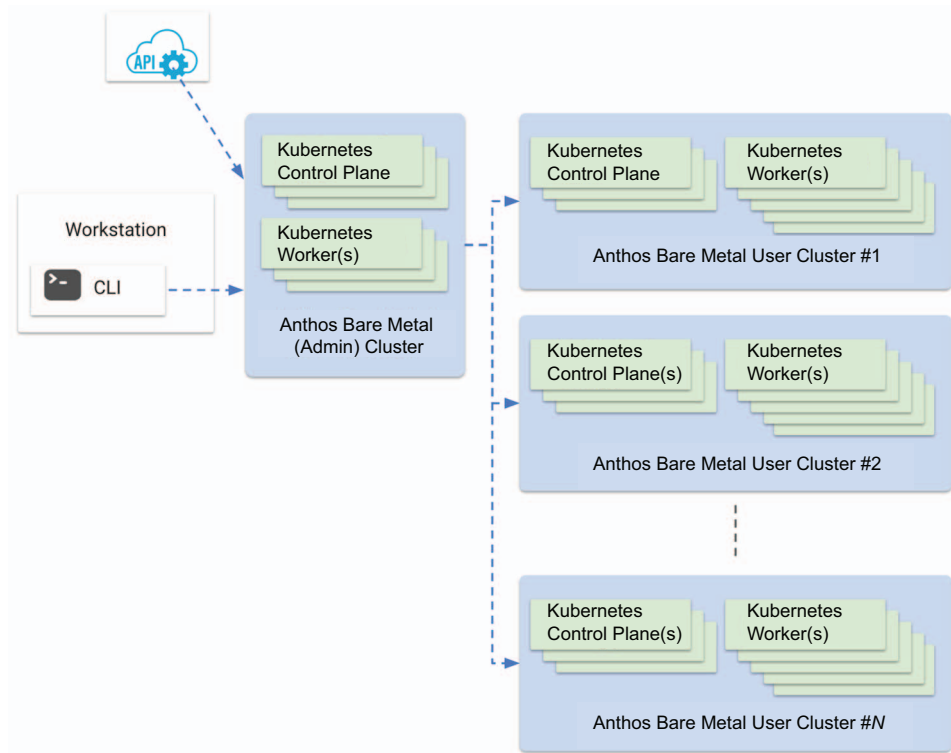 API
Workstation
>-
CLI
Kubernetes
Control Plane
Kubernetes
Worker(s)
Anthos Bare Metal
(Admin) Cluster
Kubernetes
Control Plane
Kubernetes
Worker(s)
Anthos Bare Metal User Cluster #1
Kubernetes
Control Plane(s)
Kubernetes
Worker(s)
Anthos Bare Metal User Cluster #2
Kubernetes
Control Plane(s)
Kubernetes
Worker(s)
Anthos Bare Metal User Cluster #N